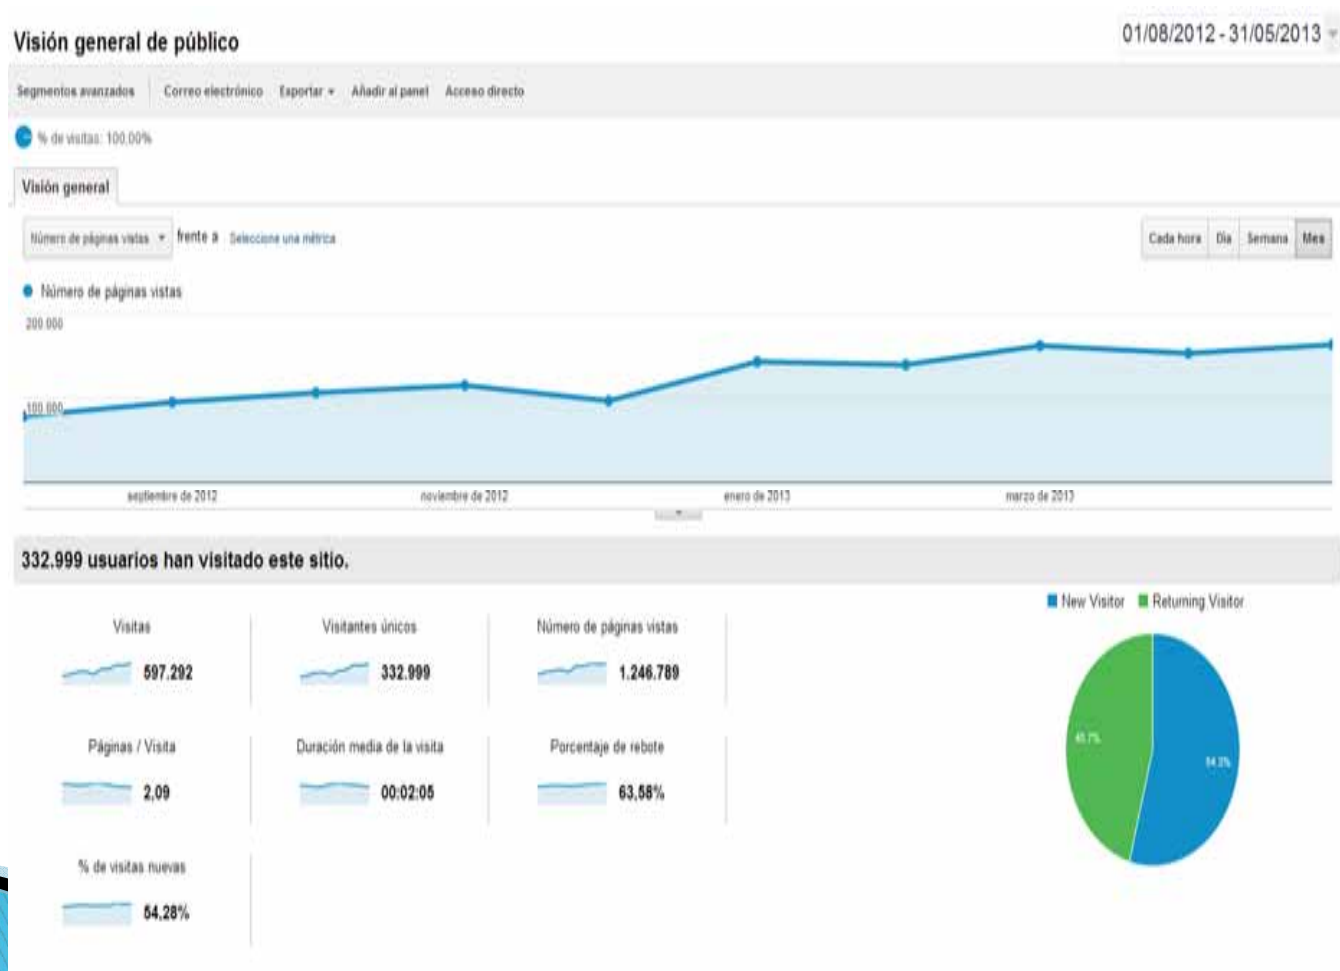 Visión general de público
01/08/2012 - 31/05/2013
Segmentos avanzados Correo electrónico Exportar Añadir al panel Acceso directo
% de visitas: 100,00%
Visión general
Número de páginas vistas frente a Seleccione una métrica
Cada hora Día Semana Mes
Número de páginas vistas
200.000
100.000
septiembre de 2012 noviembre de 2012 enero de 2013 marzo de 2013
332.999 usuarios han visitado este sitio.
New Visitor Returning Visitor
Visitas Visitantes únicos Número de páginas vistas
597.292 332.999 1.246.789
45,7%
54,3%
Páginas / Visita Duración media de la visita Porcentaje de rebote
2,09 00:02:05 63,58%
% de visitas nuevas
54,28%